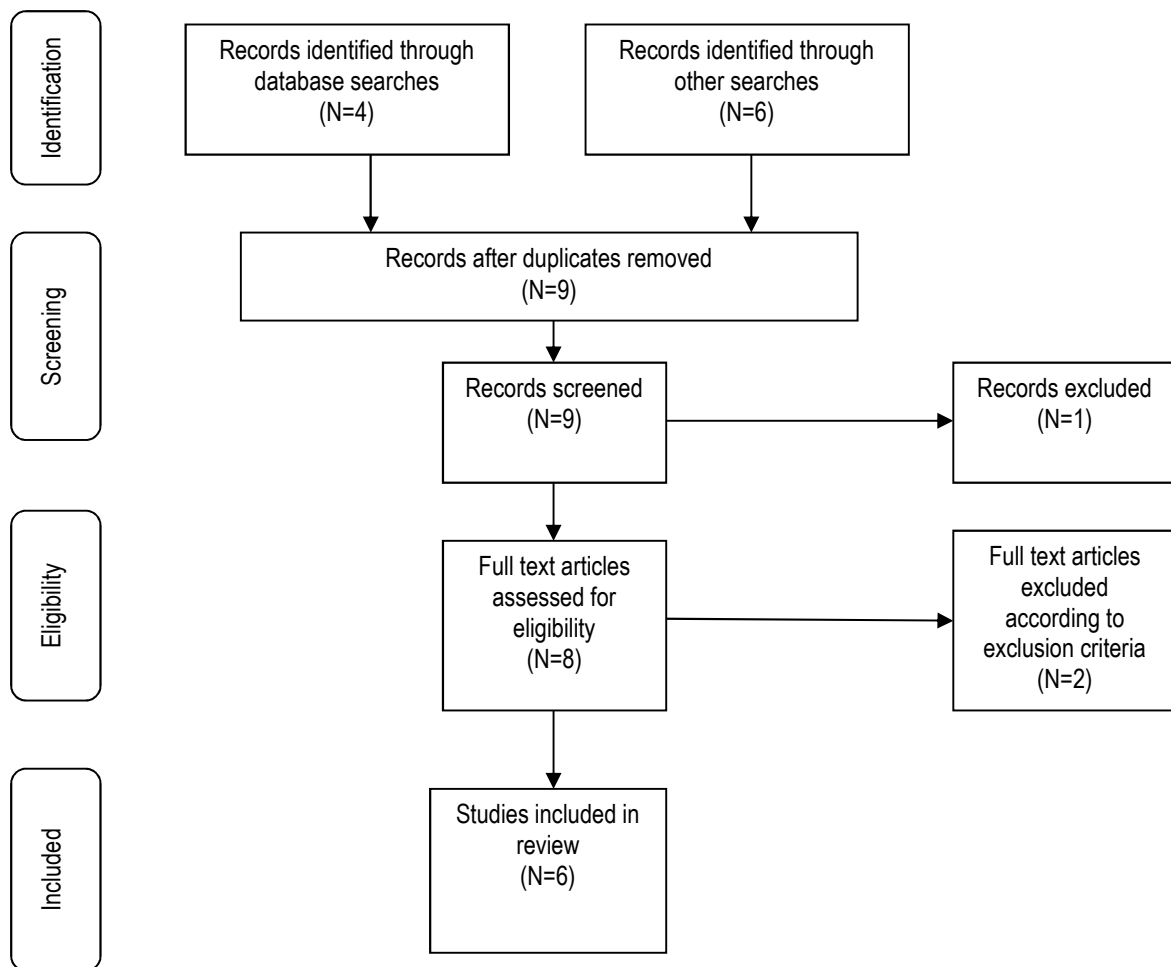 Identification
Records identified through
database searches
(N=4)
Records identified through
other searches
(N=6)
Screening
Records after duplicates removed
(N=9)
Records screened
(N=9)
Records excluded
(N=1)
Eligibility
Full text articles
assessed for
eligibility
(N=8)
Full text articles
excluded
according to
exclusion criteria
(N=2)
Included
Studies included in
review
(N=6)